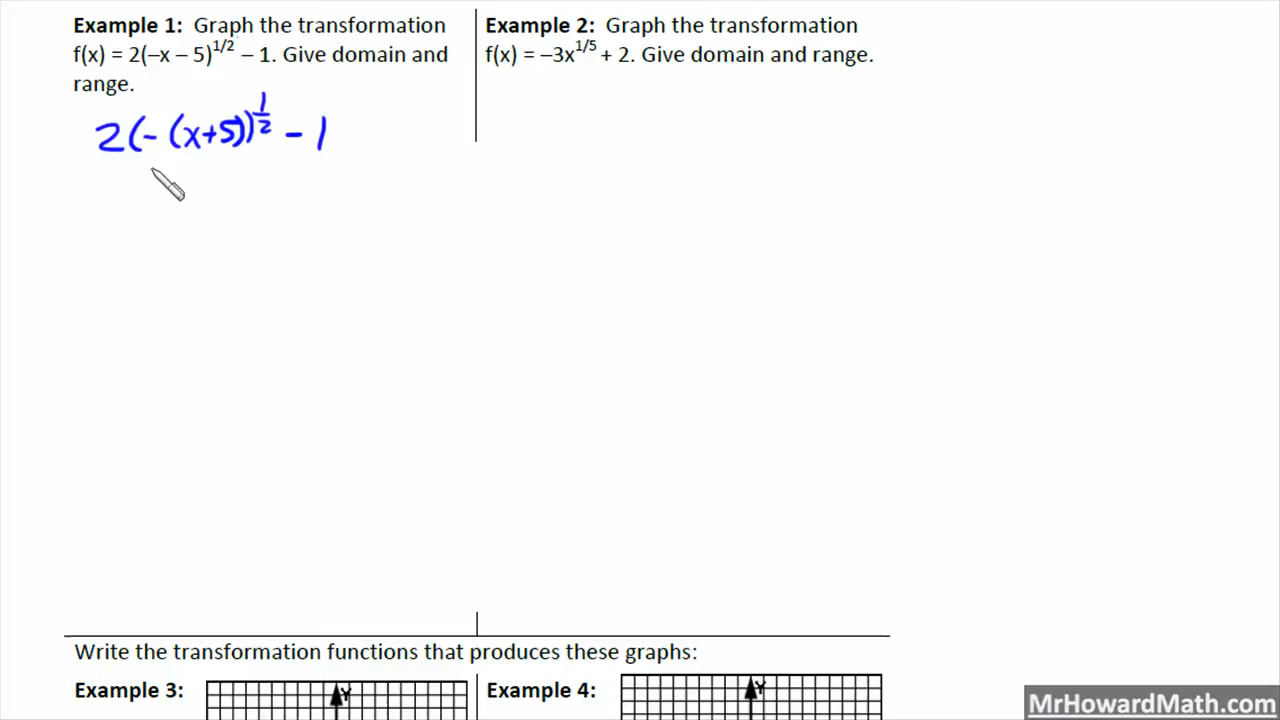 Example 1: Graph the transformation
f(x) = 2(–x – 5)^1/2 – 1. Give domain and
range.
2(-(x+5))^1/2 - 1
Example 2: Graph the transformation
f(x) = –3x^1/5 + 2. Give domain and range.
Write the transformation functions that produces these graphs:
Example 3:
Y
Example 4:
Y
MrHowardMath.com